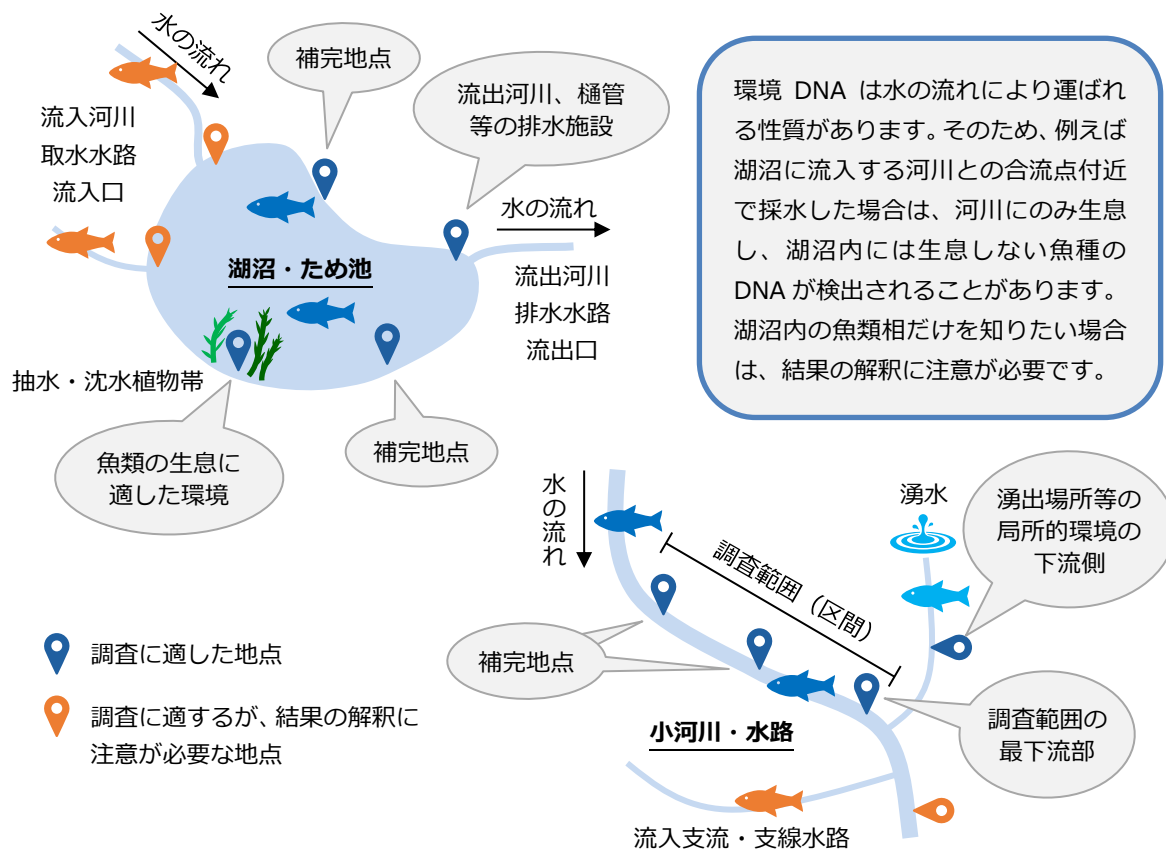 水の流れ
補完地点
流出河川、樋管
等の排水施設
流入河川
取水水路
流入口
水の流れ
湖沼・ため池
流出河川
排水水路
流出口
抽水・沈水植物帯
魚類の生息に
適した環境
補完地点
環境 DNA は水の流れにより運ばれ
る性質があります。そのため、例えば
湖沼に流入する河川との合流点付近
で採水した場合は、河川にのみ生息
し、湖沼内には生息しない魚種の
DNA が検出されることがあります。
湖沼内の魚類相だけを知りたい場合
は、結果の解釈に注意が必要です。
水の流れ
調査範囲（区間）
湧水
湧出場所等の
局所的環境の
下流側
補完地点
小河川・水路
調査範囲の
最下流部
流入支流・支線水路
調査に適した地点
調査に適するが、結果の解釈に
注意が必要な地点